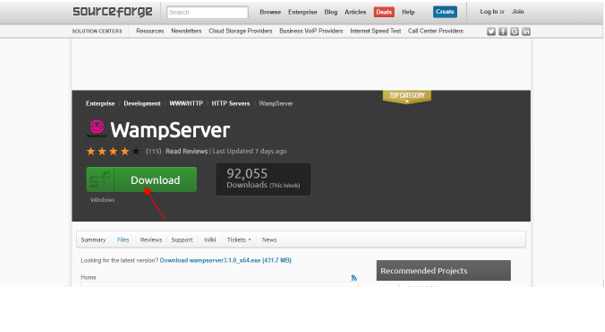 sourceforge
Search
Browse Enterprise Blog Articles Deals Help Create Log In or Join
SOLUTION CENTERS Resources Newsletters Cloud Storage Providers Business VoIP Providers Internet Speed Test Call Center Providers
TOP CATEGORY
Enterprise / Development / WWW/HTTP / HTTP Servers / WampServer
WampServer
(115) Read Reviews | Last Updated 7 days ago
sf Download
92,055
Downloads (This Week)
Windows
Summary Files Reviews Support Wiki Tickets News
Looking for the latest version? Download wampserver3.1.0_x64.exe (431.7 MB)
Home
Recommended Projects